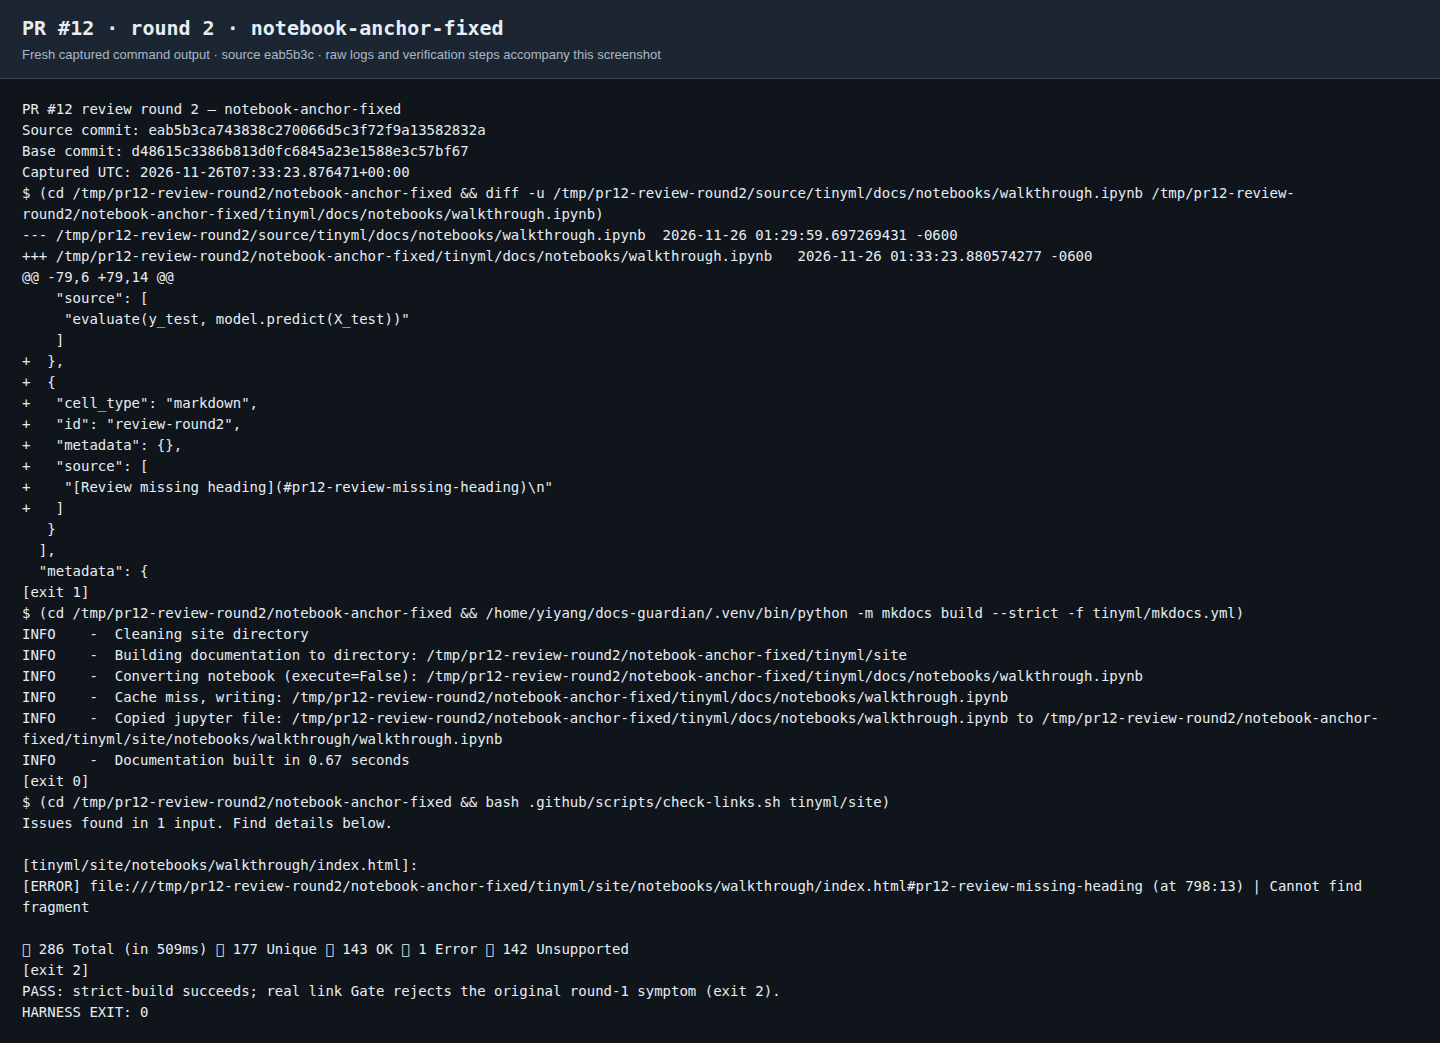 PR #12 · round 2 · notebook-anchor-fixed
Fresh captured command output · source eab5b3c · raw logs and verification steps accompany this screenshot
PR #12 review round 2 — notebook-anchor-fixed
Source commit: eab5b3ca743838c270066d5c3f72f9a13582832a
Base commit: d48615c3386b813d0fc6845a23e1588e3c57bf67
Captured UTC: 2026-11-26T07:33:23.876471+00:00
$ (cd /tmp/pr12-review-round2/notebook-anchor-fixed && diff -u /tmp/pr12-review-round2/source/tinyml/docs/notebooks/walkthrough.ipynb /tmp/pr12-review-
round2/notebook-anchor-fixed/tinyml/docs/notebooks/walkthrough.ipynb)
--- /tmp/pr12-review-round2/source/tinyml/docs/notebooks/walkthrough.ipynb  2026-11-26 01:29:59.697269431 -0600
+++ /tmp/pr12-review-round2/notebook-anchor-fixed/tinyml/docs/notebooks/walkthrough.ipynb   2026-11-26 01:33:23.880574277 -0600
@@ -79,6 +79,14 @@
    "source": [
     "evaluate(y_test, model.predict(X_test))"
    ]
+  },
+  {
+   "cell_type": "markdown",
+   "id": "review-round2",
+   "metadata": {},
+   "source": [
+    "[Review missing heading](#pr12-review-missing-heading)\n"
+   ]
   }
  ],
  "metadata": {
[exit 1]
$ (cd /tmp/pr12-review-round2/notebook-anchor-fixed && /home/yiyang/docs-guardian/.venv/bin/python -m mkdocs build --strict -f tinyml/mkdocs.yml)
INFO    -  Cleaning site directory
INFO    -  Building documentation to directory: /tmp/pr12-review-round2/notebook-anchor-fixed/tinyml/site
INFO    -  Converting notebook (execute=False): /tmp/pr12-review-round2/notebook-anchor-fixed/tinyml/docs/notebooks/walkthrough.ipynb
INFO    -  Cache miss, writing: /tmp/pr12-review-round2/notebook-anchor-fixed/tinyml/docs/notebooks/walkthrough.ipynb
INFO    -  Copied jupyter file: /tmp/pr12-review-round2/notebook-anchor-fixed/tinyml/docs/notebooks/walkthrough.ipynb to /tmp/pr12-review-round2/notebook-anchor-
fixed/tinyml/site/notebooks/walkthrough/walkthrough.ipynb
INFO    -  Documentation built in 0.67 seconds
[exit 0]
$ (cd /tmp/pr12-review-round2/notebook-anchor-fixed && bash .github/scripts/check-links.sh tinyml/site)
Issues found in 1 input. Find details below.
[tinyml/site/notebooks/walkthrough/index.html]:
[ERROR] file:///tmp/pr12-review-round2/notebook-anchor-fixed/tinyml/site/notebooks/walkthrough/index.html#pr12-review-missing-heading (at 798:13) | Cannot find
fragment
286 Total (in 509ms) 177 Unique 143 OK 1 Error 142 Unsupported
[exit 2]
PASS: strict-build succeeds; real link Gate rejects the original round-1 symptom (exit 2).
HARNESS EXIT: 0